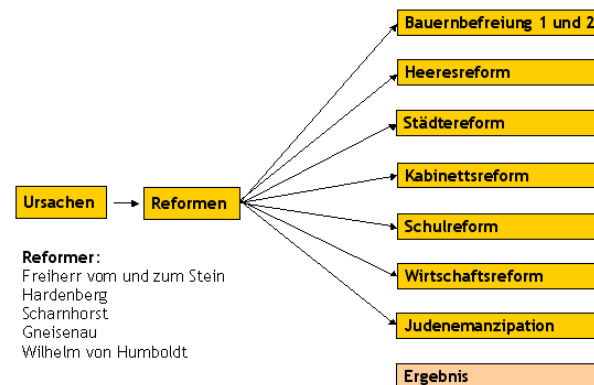 Bauernbefreiung 1 und 2
Heeresreform
Städtereform
Kabinettsreform
Ursachen
Reformen
Schulreform
Wirtschaftsreform
Judenemanzipation
Ergebnis
Reformer:
Freiherr vom und zum Stein
Hardenberg
Scharnhorst
Gneisenau
Wilhelm von Humboldt